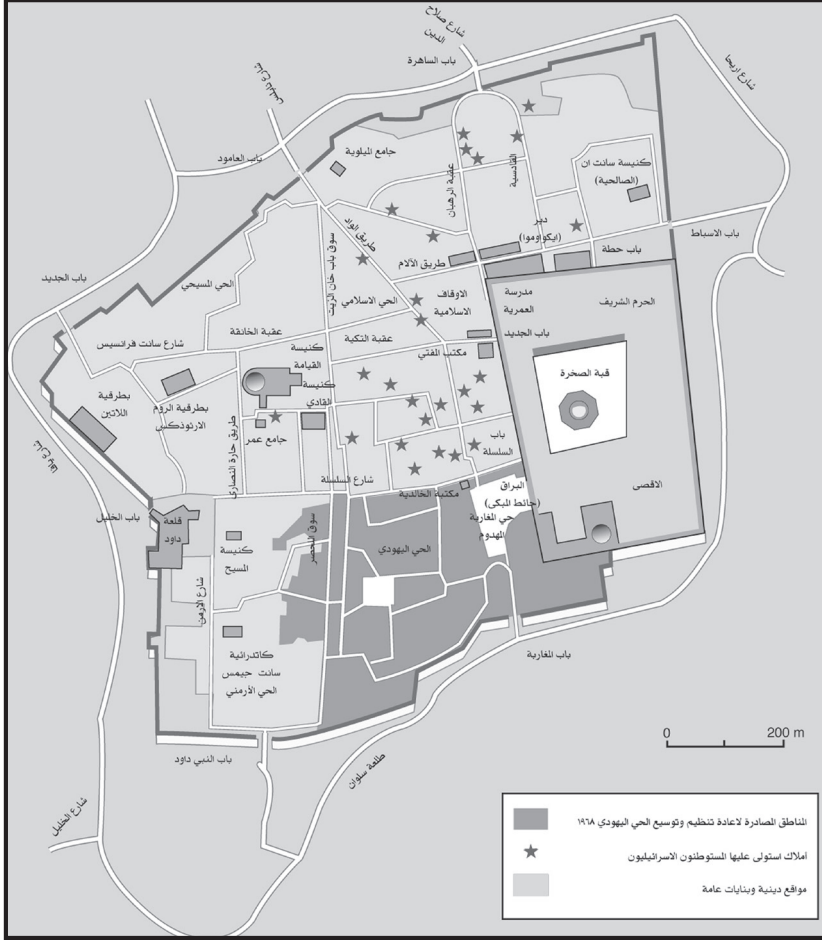 شارع صلاح
الدين
باب الساهرة
شارع اريحا
شارع نابلس
باب العامود
جامع الميلوية
عقبة الرهبان
القادسية
كنيسة سانت ان
(الصالحية)
دير
(ايكو اوموا)
باب حطة
باب الاسباط
طريق الواد
طريق الآلام
سوق باب خان الزيت
باب الجديد
الحي المسيحي
الحي الاسلامي
الاوقاف
الاسلامية
مدرسة
العمرية
الحرم الشريف
شارع سانت فرانسيس
عقبة الخانقة
عقبة التكية
باب الجديد
مكتب المفتي
كنيسة
القيامة
كنيسة
القادي
قبة الصخرة
بطرفية
اللاتين
بطرفية الروم
الارثوذكس
طريق حارة النصارى
جامع عمر
شارع السلسلة
باب
السلسلة
مكتبة الخالدية
البراق
(حائط المبكى)
حي المغاربة
المهدوم
الاقصى
شارع يافا
باب الخليل
قلعة
داود
كنيسة
المسيح
سوق
الحي اليهودي
شارع الارمن
كاتدرائية
سانت جيمس
الحي الأرمني
باب المغاربة
باب النبي داود
طلعة سلوان
شارع الخليل
0 200 m
المناطق المصادرة لاعادة تنظيم وتوسيع الحي اليهودي ١٩٦٨
أملاك استولى عليها المستوطنون الاسرائيليون
مواقع دينية وبنايات عامة